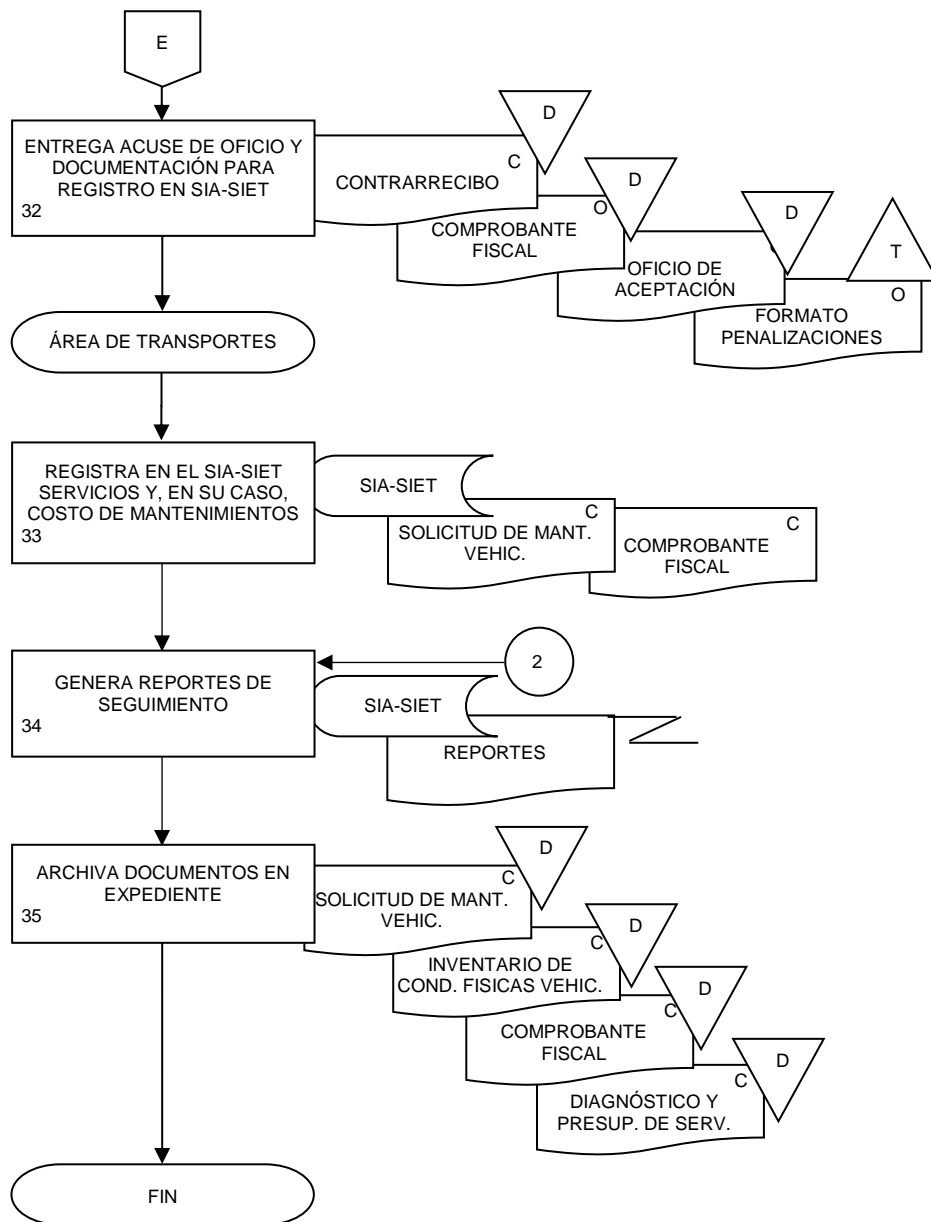 E
ENTREGA ACUSE DE OFICIO Y
DOCUMENTACIÓN PARA
REGISTRO EN SIA-SIET
32
D
C
CONTRARRECIBO
D
O
COMPROBANTE
FISCAL
D
OFICIO DE
ACEPTACIÓN
T
O
FORMATO
PENALIZACIONES
ÁREA DE TRANSPORTES
REGISTRA EN EL SIA-SIET
SERVICIOS Y, EN SU CASO,
COSTO DE MANTENIMIENTOS
33
SIA-SIET
C
SOLICITUD DE MANT.
VEHIC.
C
COMPROBANTE
FISCAL
2
GENERA REPORTES DE
SEGUIMIENTO
34
SIA-SIET
REPORTES
ARCHIVA DOCUMENTOS EN
EXPEDIENTE
35
D
C
SOLICITUD DE MANT.
VEHIC.
D
C
INVENTARIO DE
COND. FISICAS VEHIC.
D
C
COMPROBANTE
FISCAL
D
C
DIAGNÓSTICO Y
PRESUP. DE SERV.
FIN